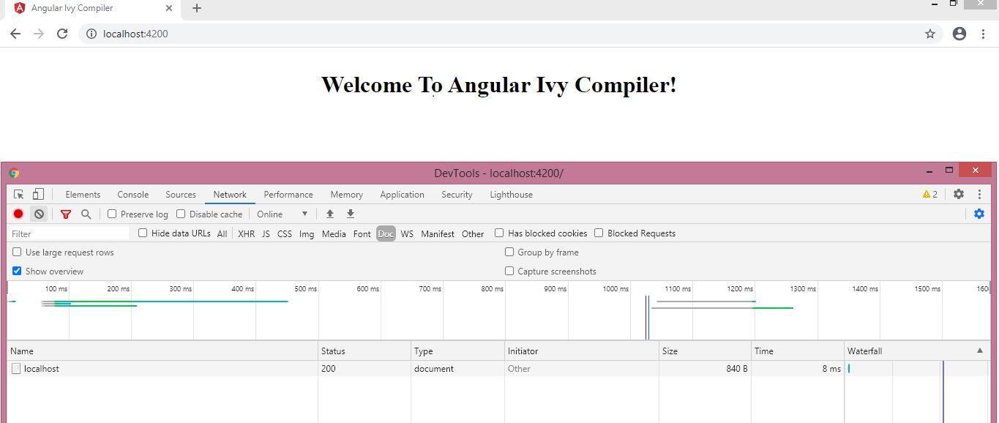 Angular Ivy Compiler
localhost:4200
Welcome To Angular Ivy Compiler!
DevTools - localhost:4200/
Elements Console Sources Network Performance Memory Application Security Lighthouse 2
Preserve log Disable cache Online
Filter Hide data URLs All XHR JS CSS Img Media Font Doc WS Manifest Other Has blocked cookies Blocked Requests
Use large request rows Group by frame
Show overview Capture screenshots
100 ms 200 ms 300 ms 400 ms 500 ms 600 ms 700 ms 800 ms 900 ms 1000 ms 1100 ms 1200 ms 1300 ms 1400 ms 1500 ms 160
Name Status Type Initiator Size Time Waterfall
localhost 200 document Other 840 B 8 ms